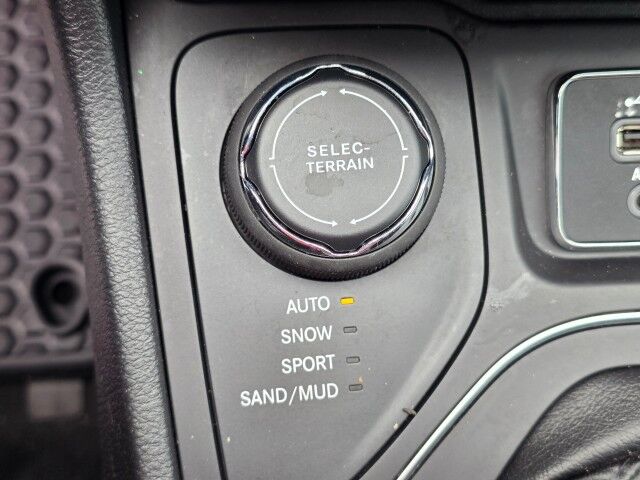 SELEC-
TERRAIN
AUTO
SNOW
SPORT
SAND/MUD